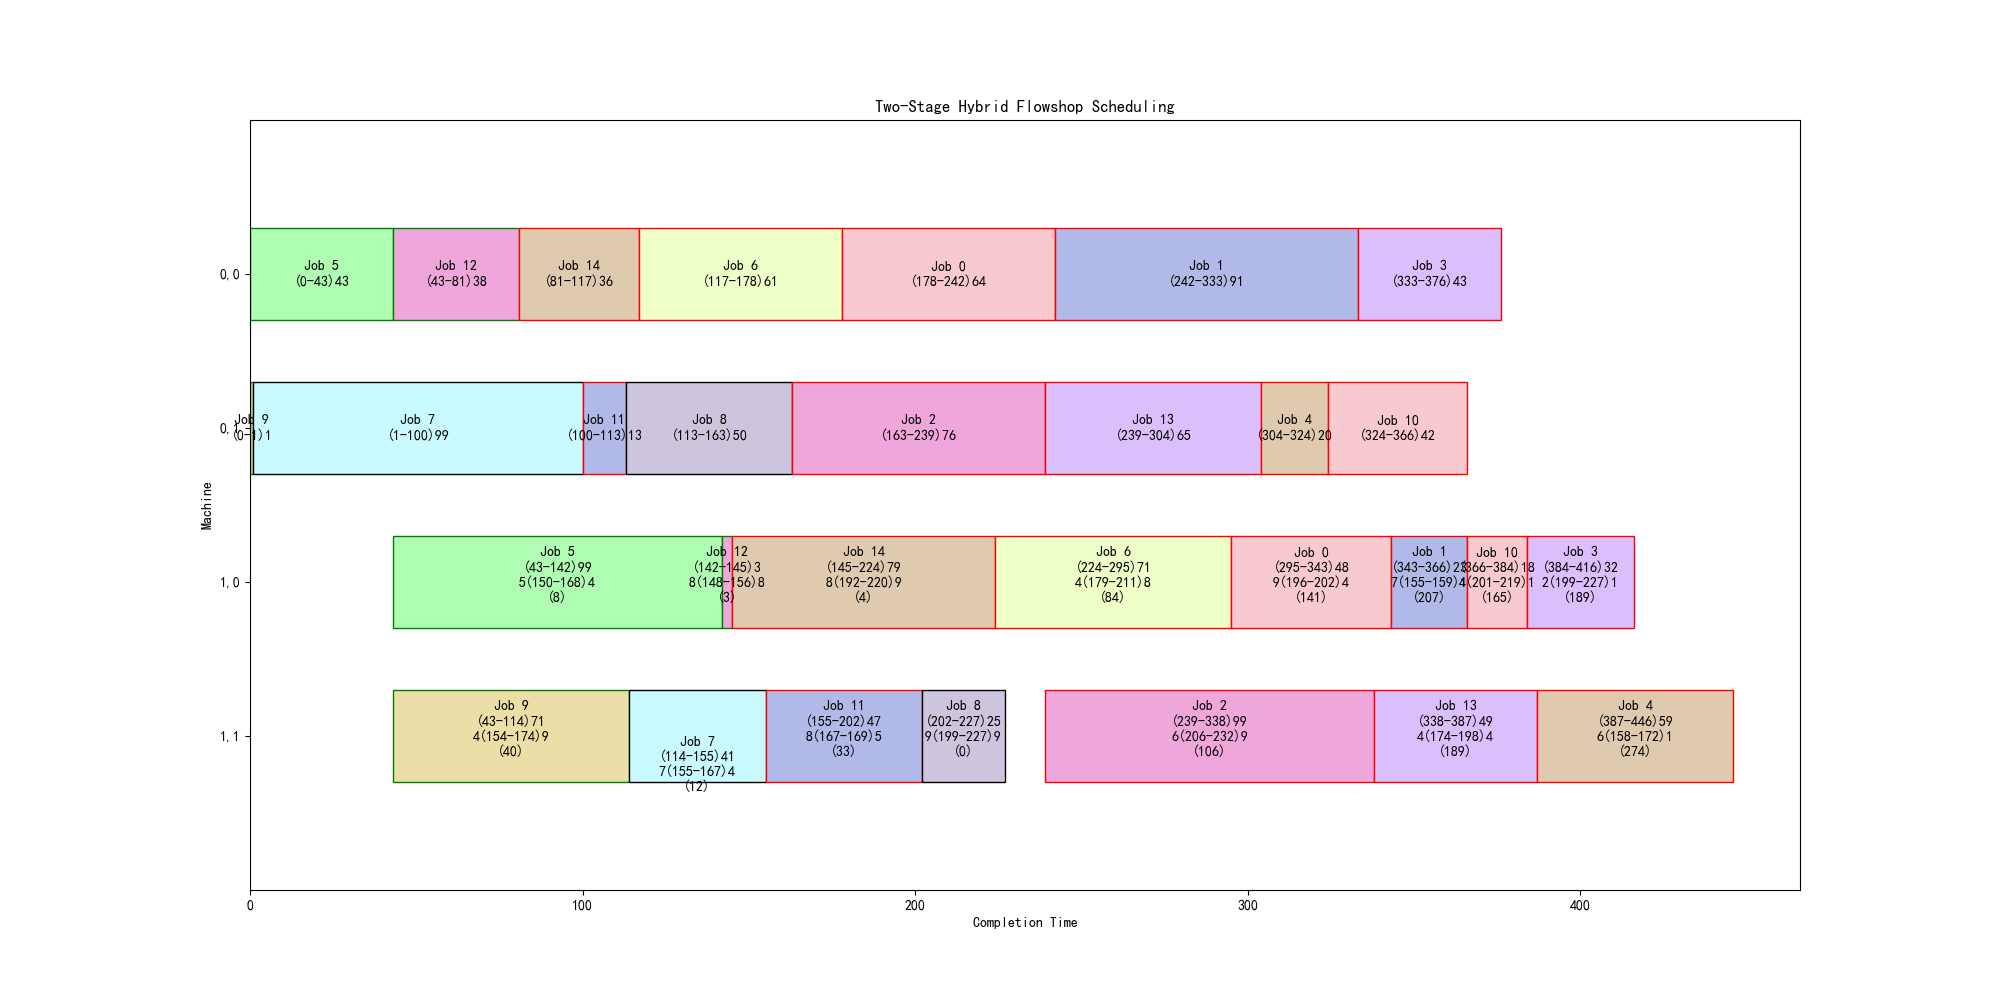 Two-Stage Hybrid Flowshop Scheduling
Machine
0,0
Job 5
(0-43)43
Job 12
(43-81)38
Job 14
(81-117)36
Job 6
(117-178)61
Job 0
(178-242)64
Job 1
(242-333)91
Job 3
(333-376)43
0,1
Job 9
(0-1)1
Job 7
(1-100)99
Job 11
(100-113)13
Job 8
(113-163)50
Job 2
(163-239)76
Job 13
(239-304)65
Job 4
(304-324)20
Job 10
(324-366)42
1,0
Job 5
(43-142)99
5(150-168)4
(8)
Job 12
(142-145)3
8(148-156)8
(3)
Job 14
(145-224)79
8(192-220)9
(4)
Job 6
(224-295)71
4(179-211)8
(84)
Job 0
(295-343)48
9(196-202)4
(141)
Job 1
(343-366)23
7(155-159)4
(207)
Job 10
(366-384)18
(201-219)1
(165)
Job 3
(384-416)32
2(199-227)1
(189)
1,1
Job 9
(43-114)71
4(154-174)9
(40)
Job 7
(114-155)41
7(155-167)4
(12)
Job 11
(155-202)47
8(167-169)5
(33)
Job 8
(202-227)25
9(199-227)9
(0)
Job 2
(239-338)99
6(206-232)9
(106)
Job 13
(338-387)49
4(174-198)4
(189)
Job 4
(387-446)59
6(158-172)1
(274)
0
100
200
300
400
Completion Time